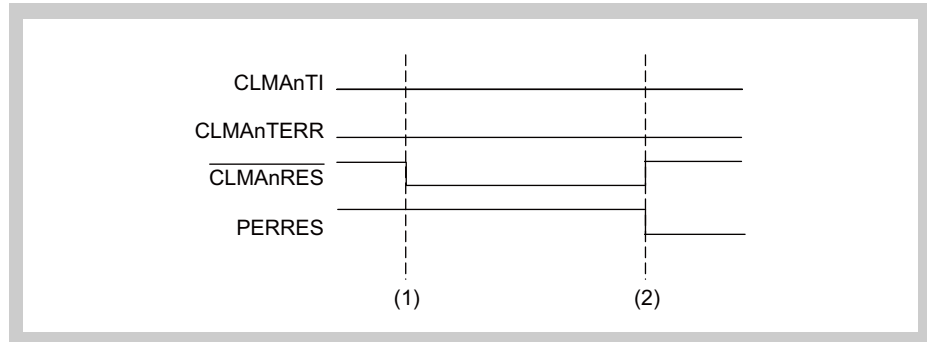 CLMAnTI
CLMAnTERR
CLMAnRES
PERRES
(1) (2)